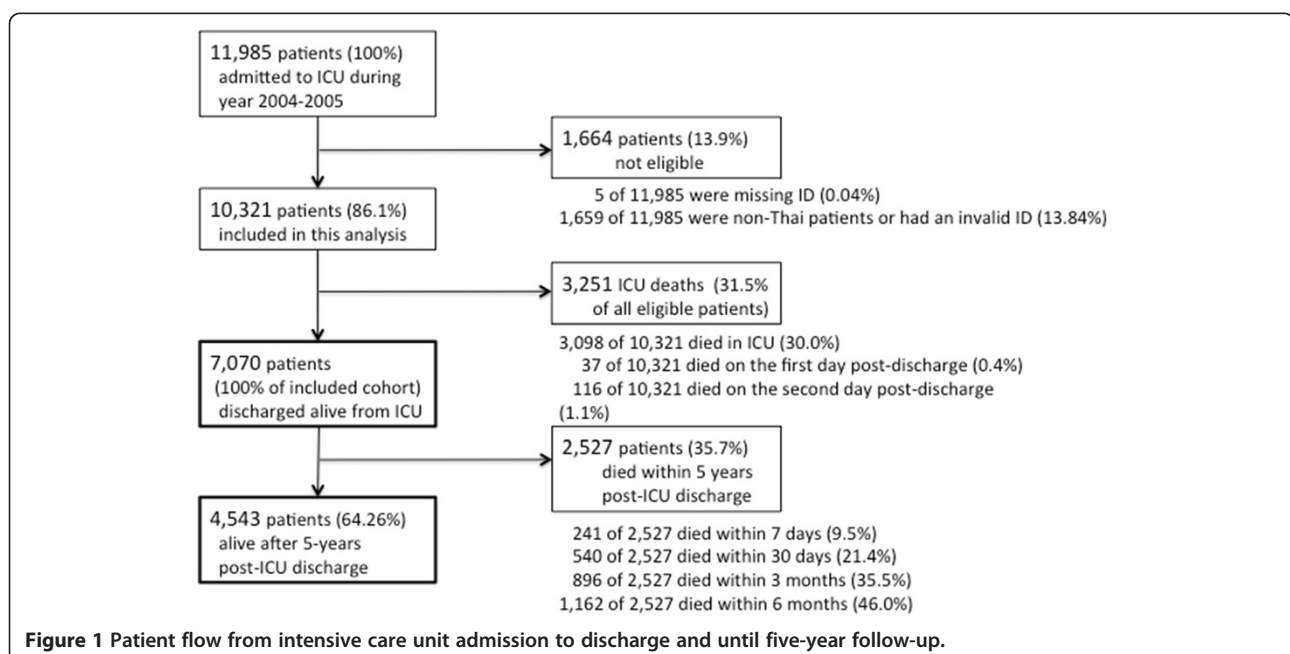 11,985 patients (100%)
admitted to ICU during
year 2004-2005
1,664 patients (13.9%)
not eligible
5 of 11,985 were missing ID (0.04%)
1,659 of 11,985 were non-Thai patients or had an invalid ID (13.84%)
10,321 patients (86.1%)
included in this analysis
3,251 ICU deaths (31.5%
of all eligible patients)
3,098 of 10,321 died in ICU (30.0%)
37 of 10,321 died on the first day post-discharge (0.4%)
116 of 10,321 died on the second day post-discharge
(1.1%)
7,070 patients
(100% of included cohort)
discharged alive from ICU
2,527 patients (35.7%)
died within 5 years
post-ICU discharge
4,543 patients (64.26%)
alive after 5-years
post-ICU discharge
241 of 2,527 died within 7 days (9.5%)
540 of 2,527 died within 30 days (21.4%)
896 of 2,527 died within 3 months (35.5%)
1,162 of 2,527 died within 6 months (46.0%)
Figure 1 Patient flow from intensive care unit admission to discharge and until five-year follow-up.